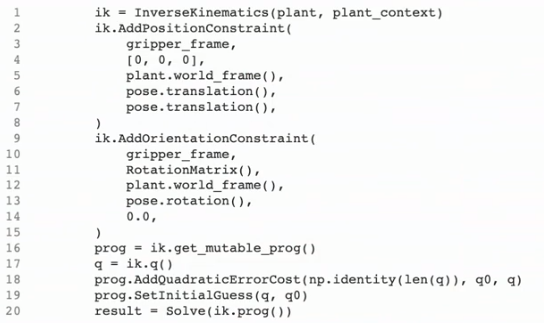 1 ik = InverseKinematics(plant, plant_context)
2 ik.AddPositionConstraint(
3 gripper_frame,
4 [0, 0, 0],
5 plant.world_frame(),
6 pose.translation(),
7 pose.translation(),
8 )
9 ik.AddOrientationConstraint(
10 gripper_frame,
11 RotationMatrix(),
12 plant.world_frame(),
13 pose.rotation(),
14 0.0,
15 )
16 prog = ik.get_mutable_prog()
17 q = ik.q()
18 prog.AddQuadraticErrorCost(np.identity(len(q)), q0, q)
19 prog.SetInitialGuess(q, q0)
20 result = Solve(ik.prog())